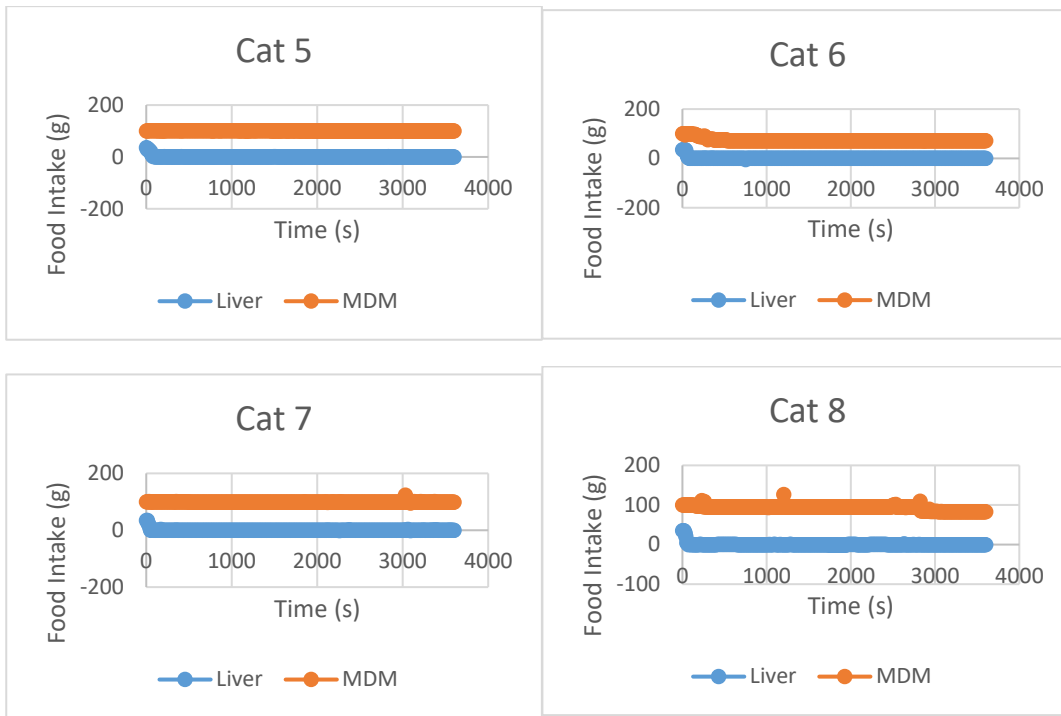 Cat 5
Food Intake (g)
200
0
-200
0 1000 2000 3000 4000
Time (s)
Liver MDM
Cat 6
Food Intake (g)
200
0
-200
0 1000 2000 3000 4000
Time (s)
Liver MDM
Cat 7
Food Intake (g)
200
0
-200
0 1000 2000 3000 4000
Time (s)
Liver MDM
Cat 8
Food Intake (g)
200
100
0
-100
0 1000 2000 3000 4000
Time (s)
Liver MDM